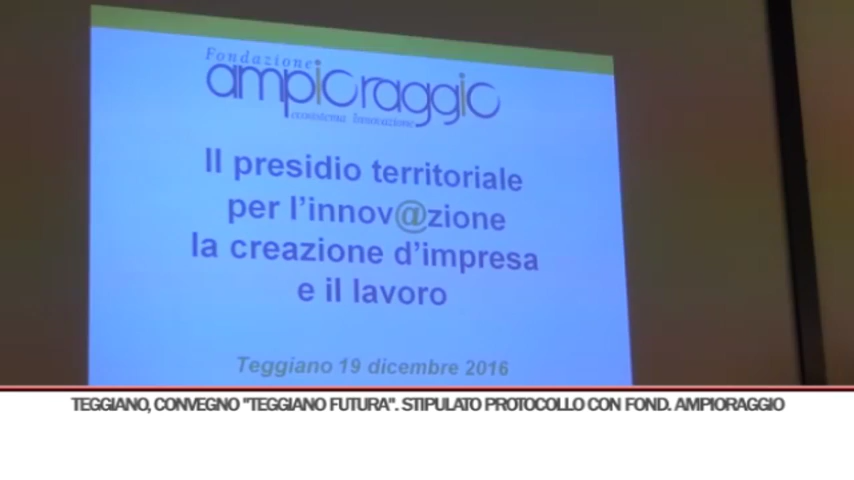 Fondazione
ampioraggio
ecosistema Innovazione
Il presidio territoriale
per l'innov@zione
la creazione d'impresa
e il lavoro
Teggiano 19 dicembre 2016
TEGGIANO, CONVEGNO "TEGGIANO FUTURA". STIPULATO PROTOCOLLO CON FOND. AMPIORAGGIO